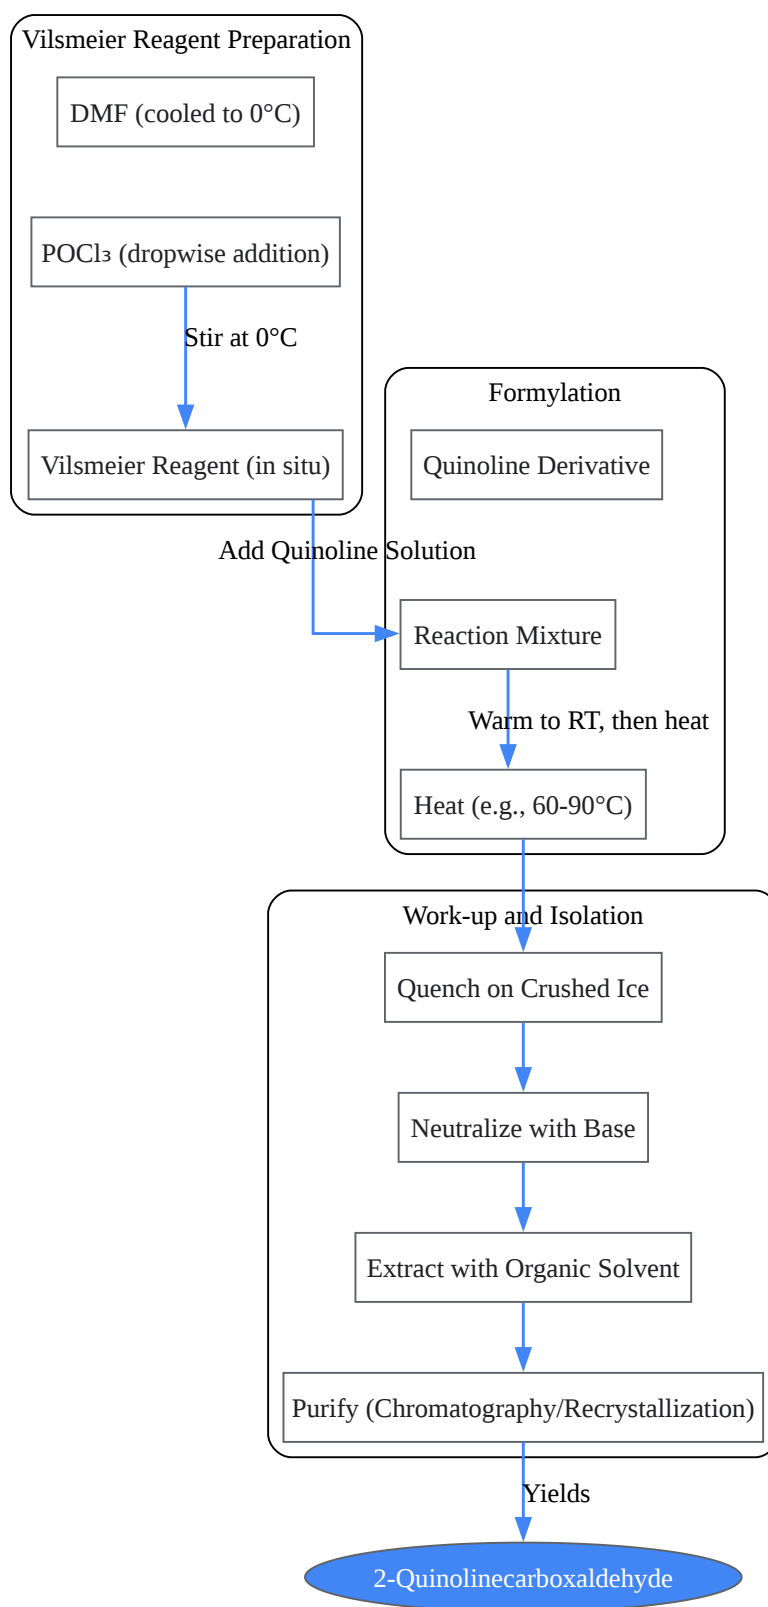 Vilsmeier Reagent Preparation
DMF (cooled to 0°C)
POCl₃ (dropwise addition)
Stir at 0°C
Vilsmeier Reagent (in situ)
Formylation
Quinoline Derivative
Add Quinoline Solution
Reaction Mixture
Warm to RT, then heat
Heat (e.g., 60-90°C)
Work-up and Isolation
Quench on Crushed Ice
Neutralize with Base
Extract with Organic Solvent
Purify (Chromatography/Recrystallization)
Yields
2-Quinolinecarboxaldehyde